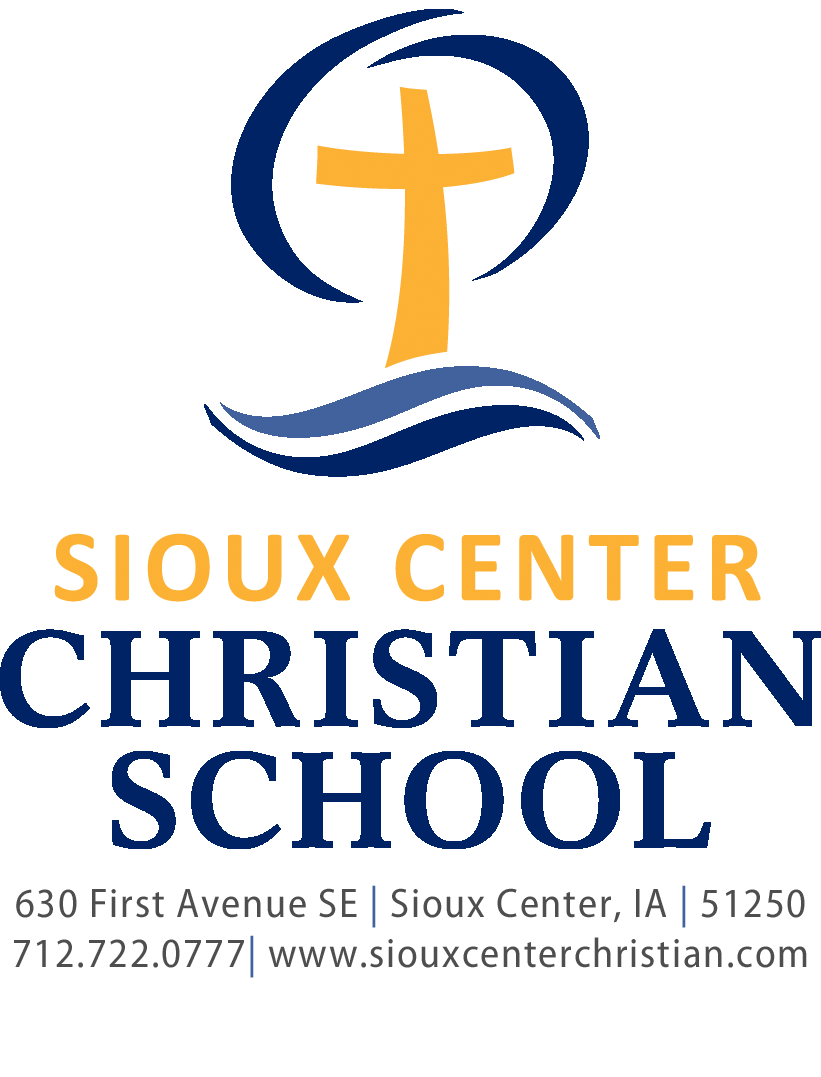 SIOUX CENTER
CHRISTIAN
SCHOOL
630 First Avenue SE | Sioux Center, IA | 51250
712.722.0777| www.siouxcenterchristian.com